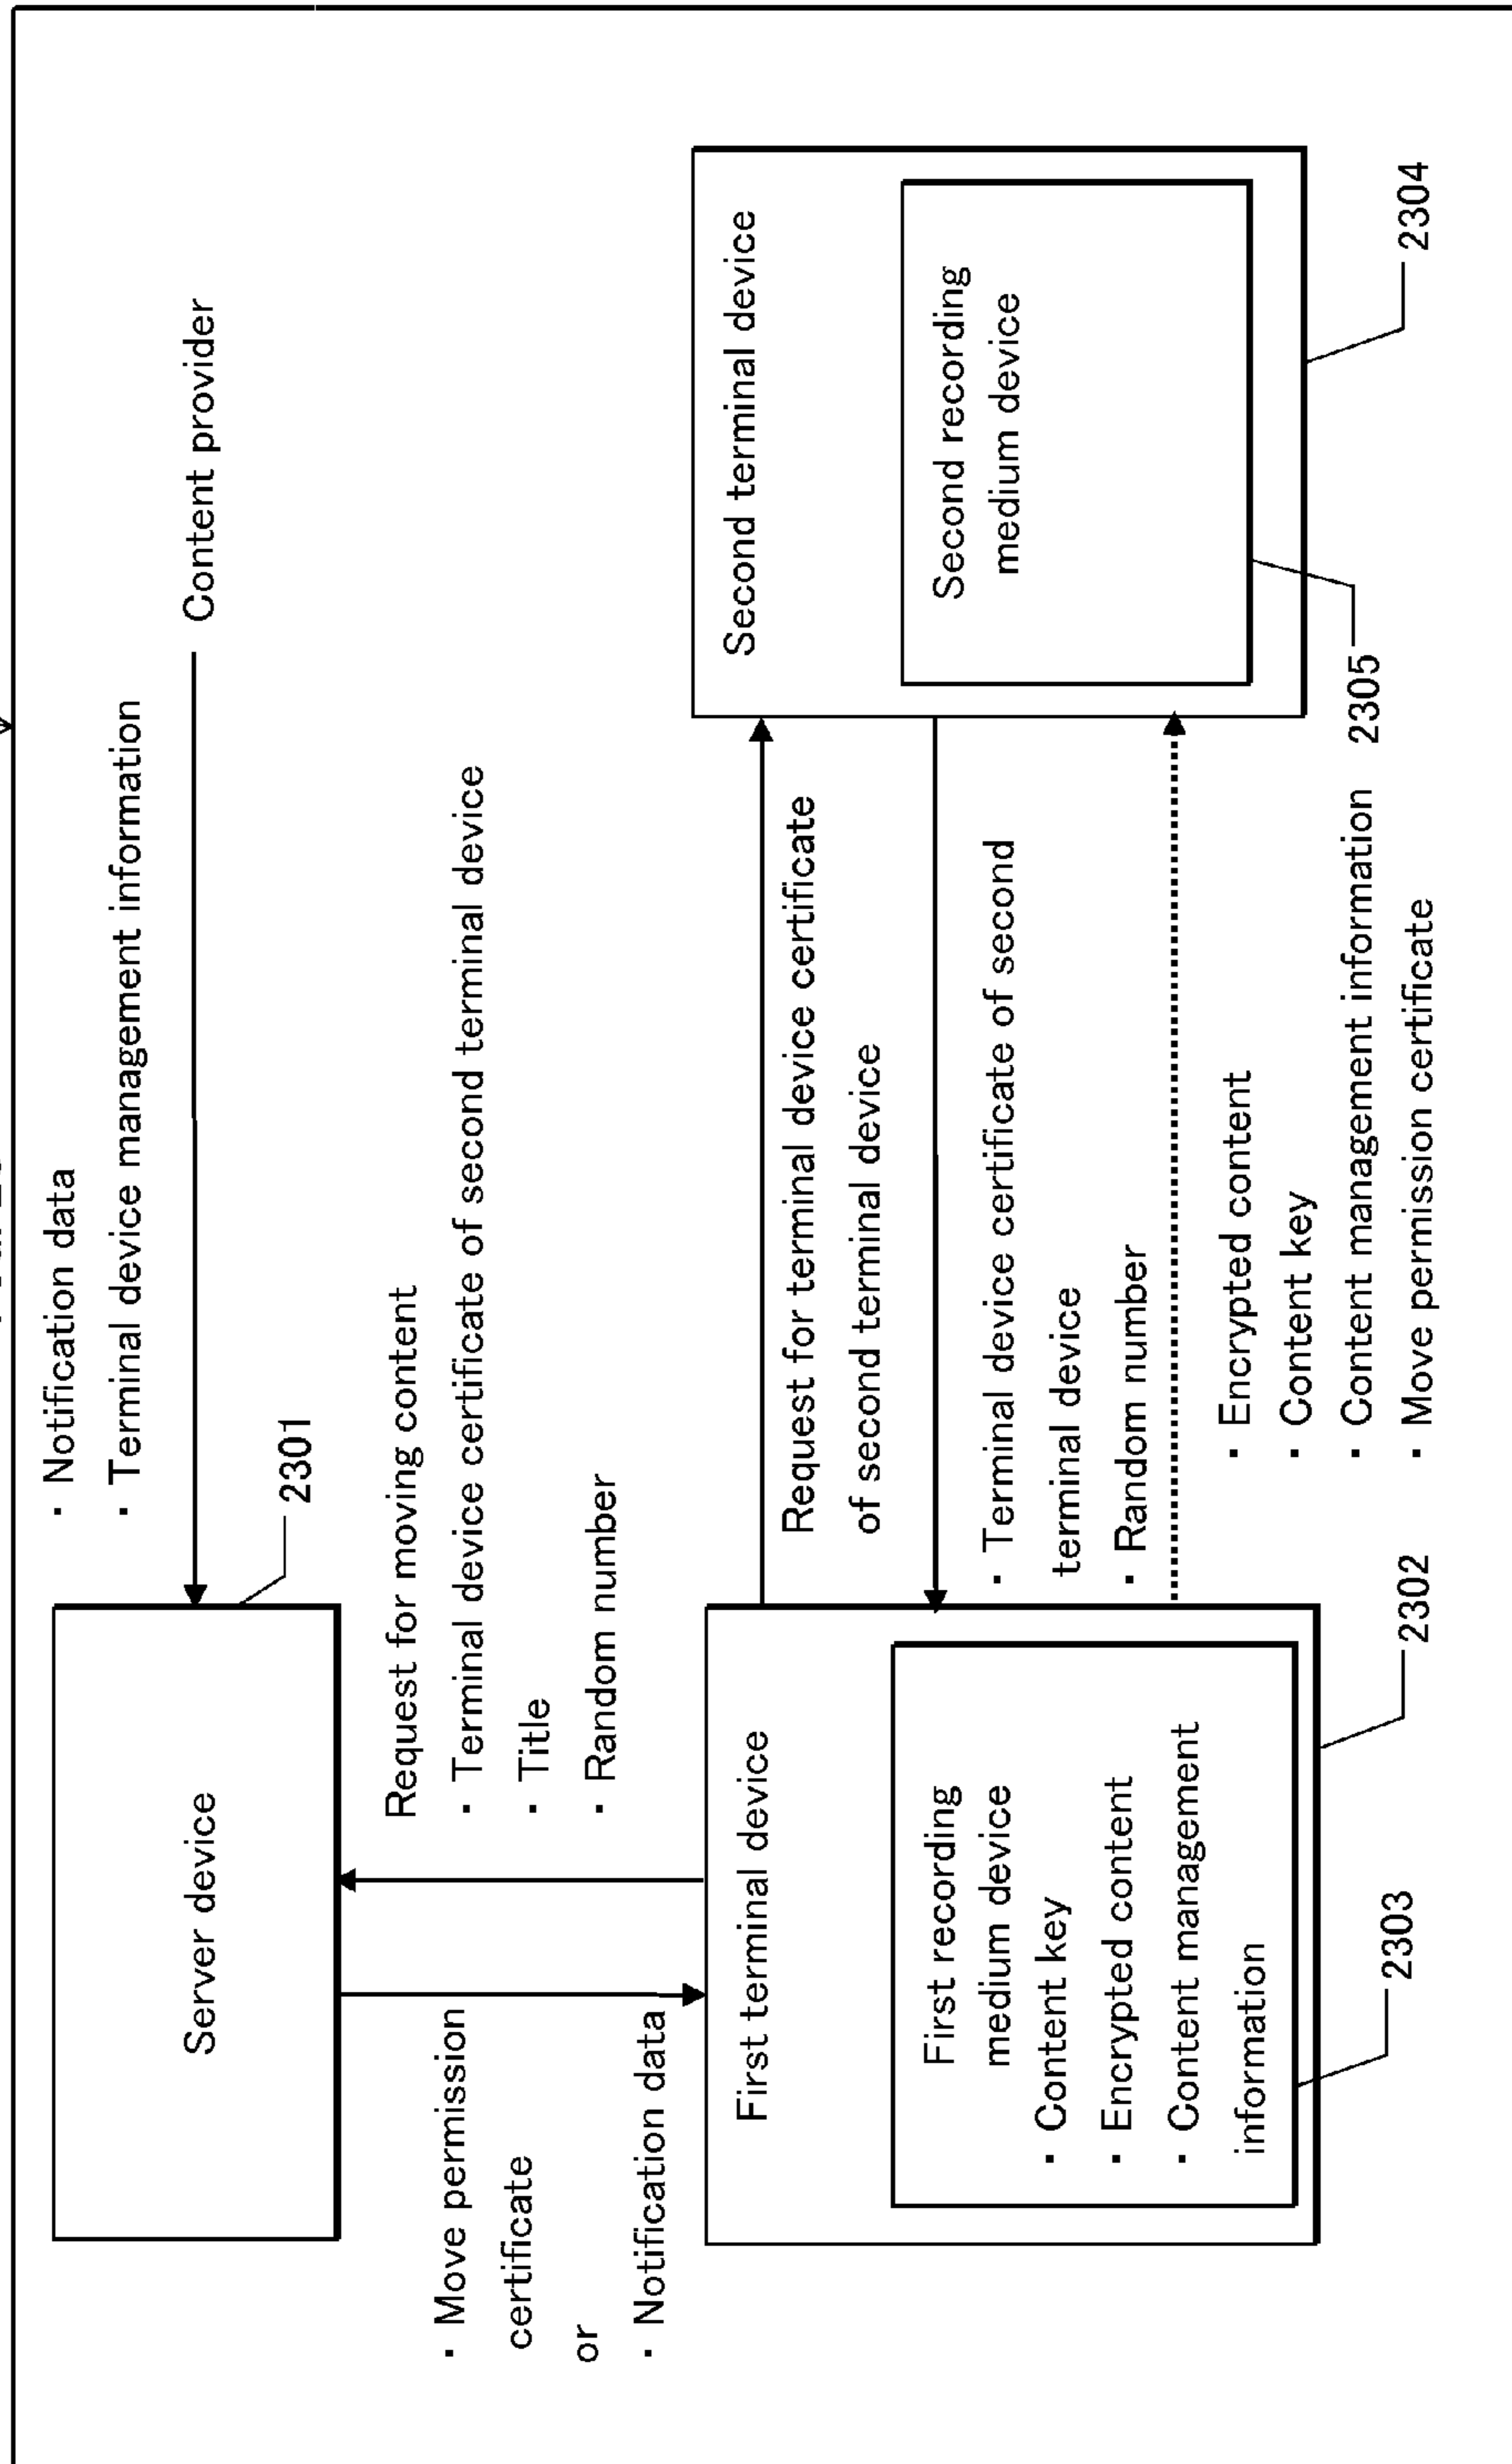 · Notification data
· Terminal device management information
Content provider
Server device
2301
Request for moving content
· Terminal device certificate of second terminal device
· Title
· Random number
· Move permission
certificate
or
· Notification data
First terminal device
First recording
medium device
· Content key
· Encrypted content
· Content management
information
2303
2302
Request for terminal device certificate
of second terminal device
· Terminal device certificate of second
terminal device
· Random number
· Encrypted content
· Content key
· Content management information
· Move permission certificate
Second terminal device
Second recording
medium device
2305
2304